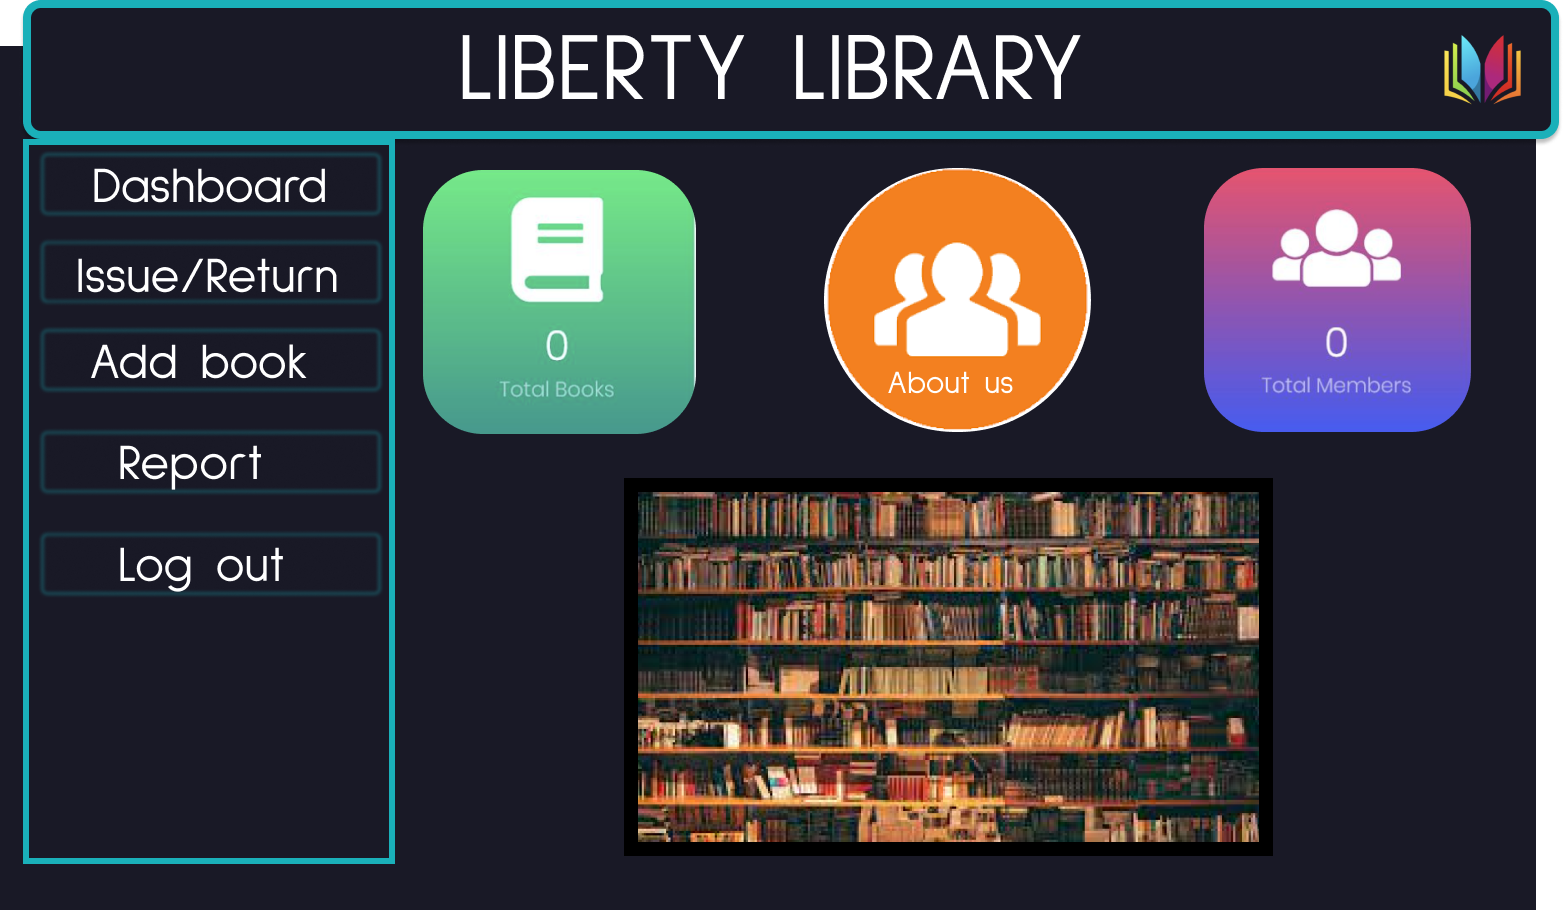 LIBERTY LIBRARY
Dashboard
Issue/Return
Add book
Report
Log out
0
Total Books
About us
0
Total Members